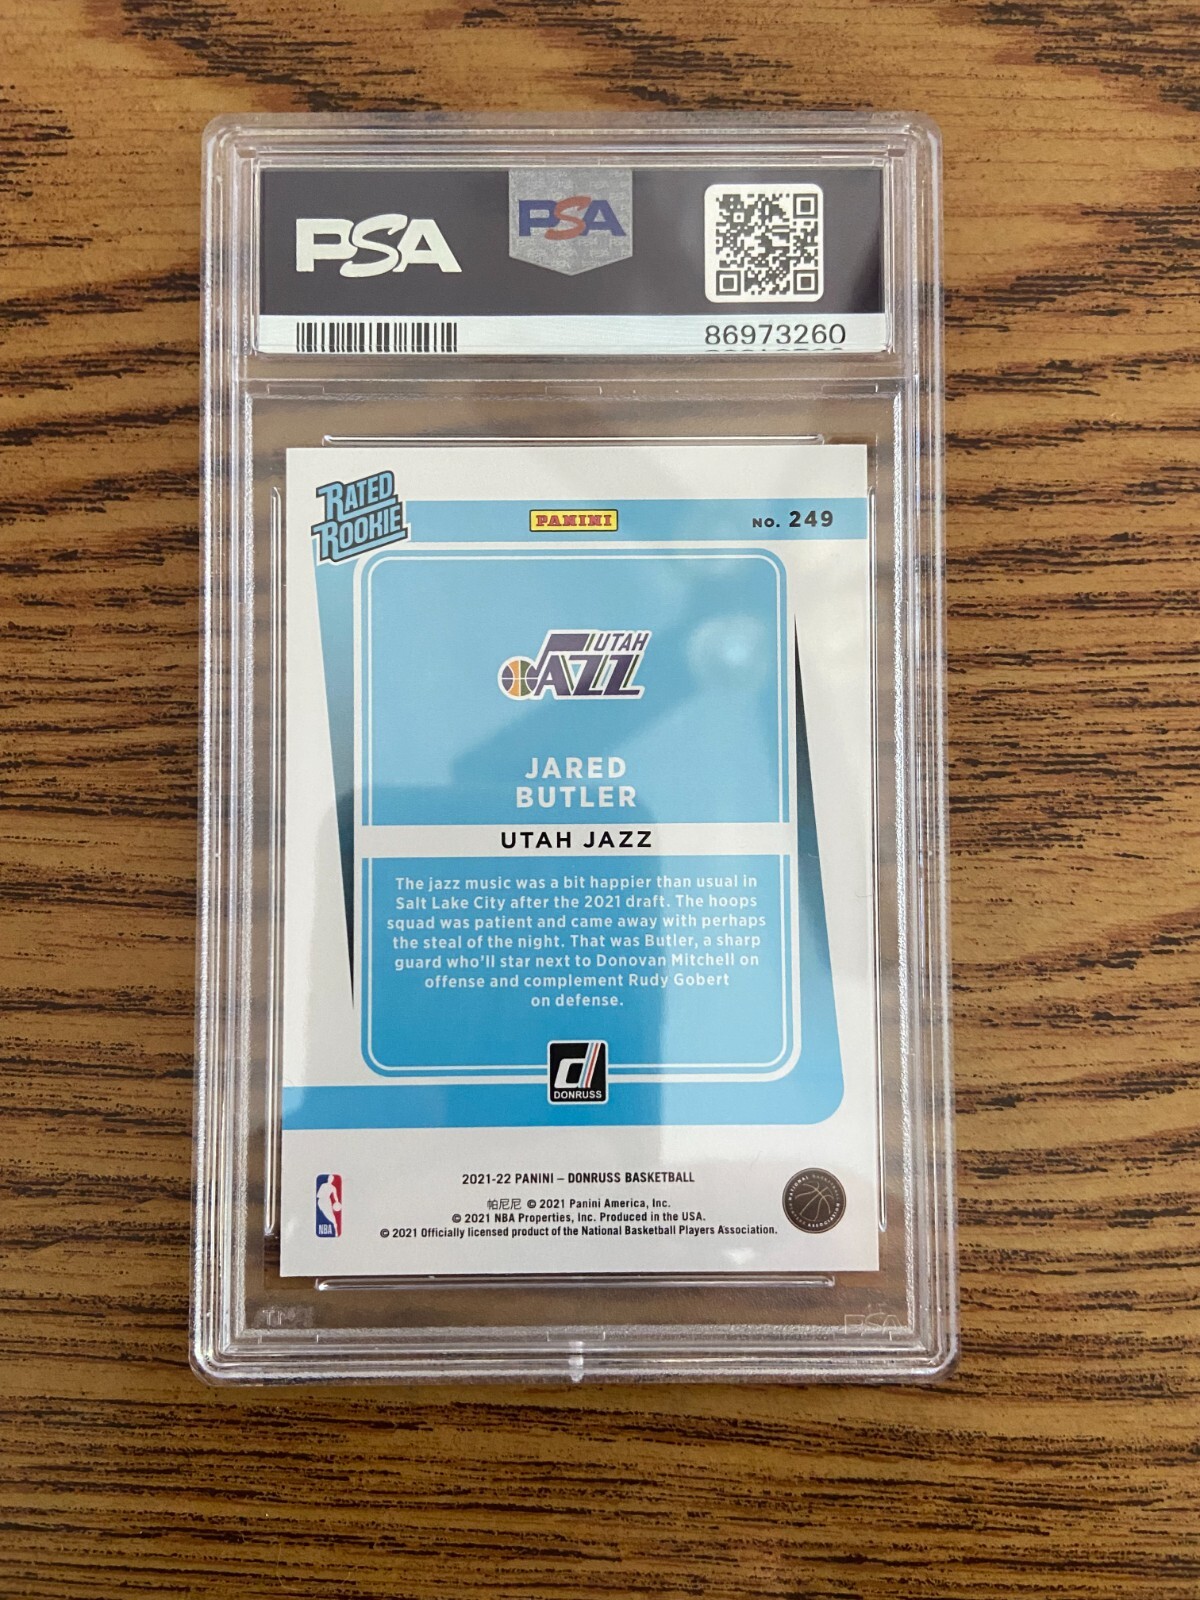 PSA
PSA
86973260
RATED
ROOKIE
PANINI
NO. 249
UTAH
JAZZ
JARED
BUTLER
UTAH JAZZ
The jazz music was a bit happier than usual in
Salt Lake City after the 2021 draft. The hoops
squad was patient and came away with perhaps
the steal of the night. That was Butler, a sharp
guard who'll star next to Donovan Mitchell on
offense and complement Rudy Gobert
on defense.
d
DONRUSS
2021-22 PANINI – DONRUSS BASKETBALL
帕尼尼 © 2021 Panini America, Inc.
© 2021 NBA Properties, Inc. Produced in the USA.
© 2021 Officially licensed product of the National Basketball Players Association.
NBA
NATIONAL BASKETBALL PLAYERS ASSOCIATION
PSA